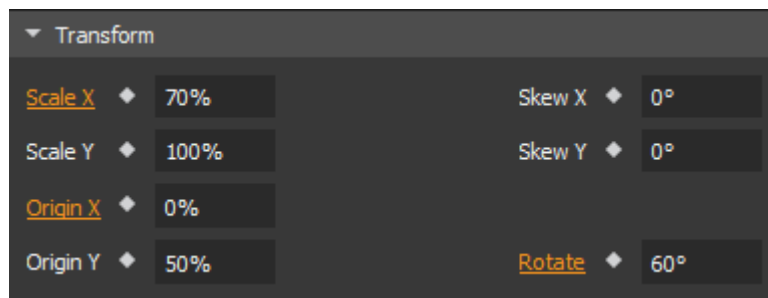 Transform
Scale X 70% Skew X 0°
Scale Y 100% Skew Y 0°
Origin X 0%
Origin Y 50% Rotate 60°